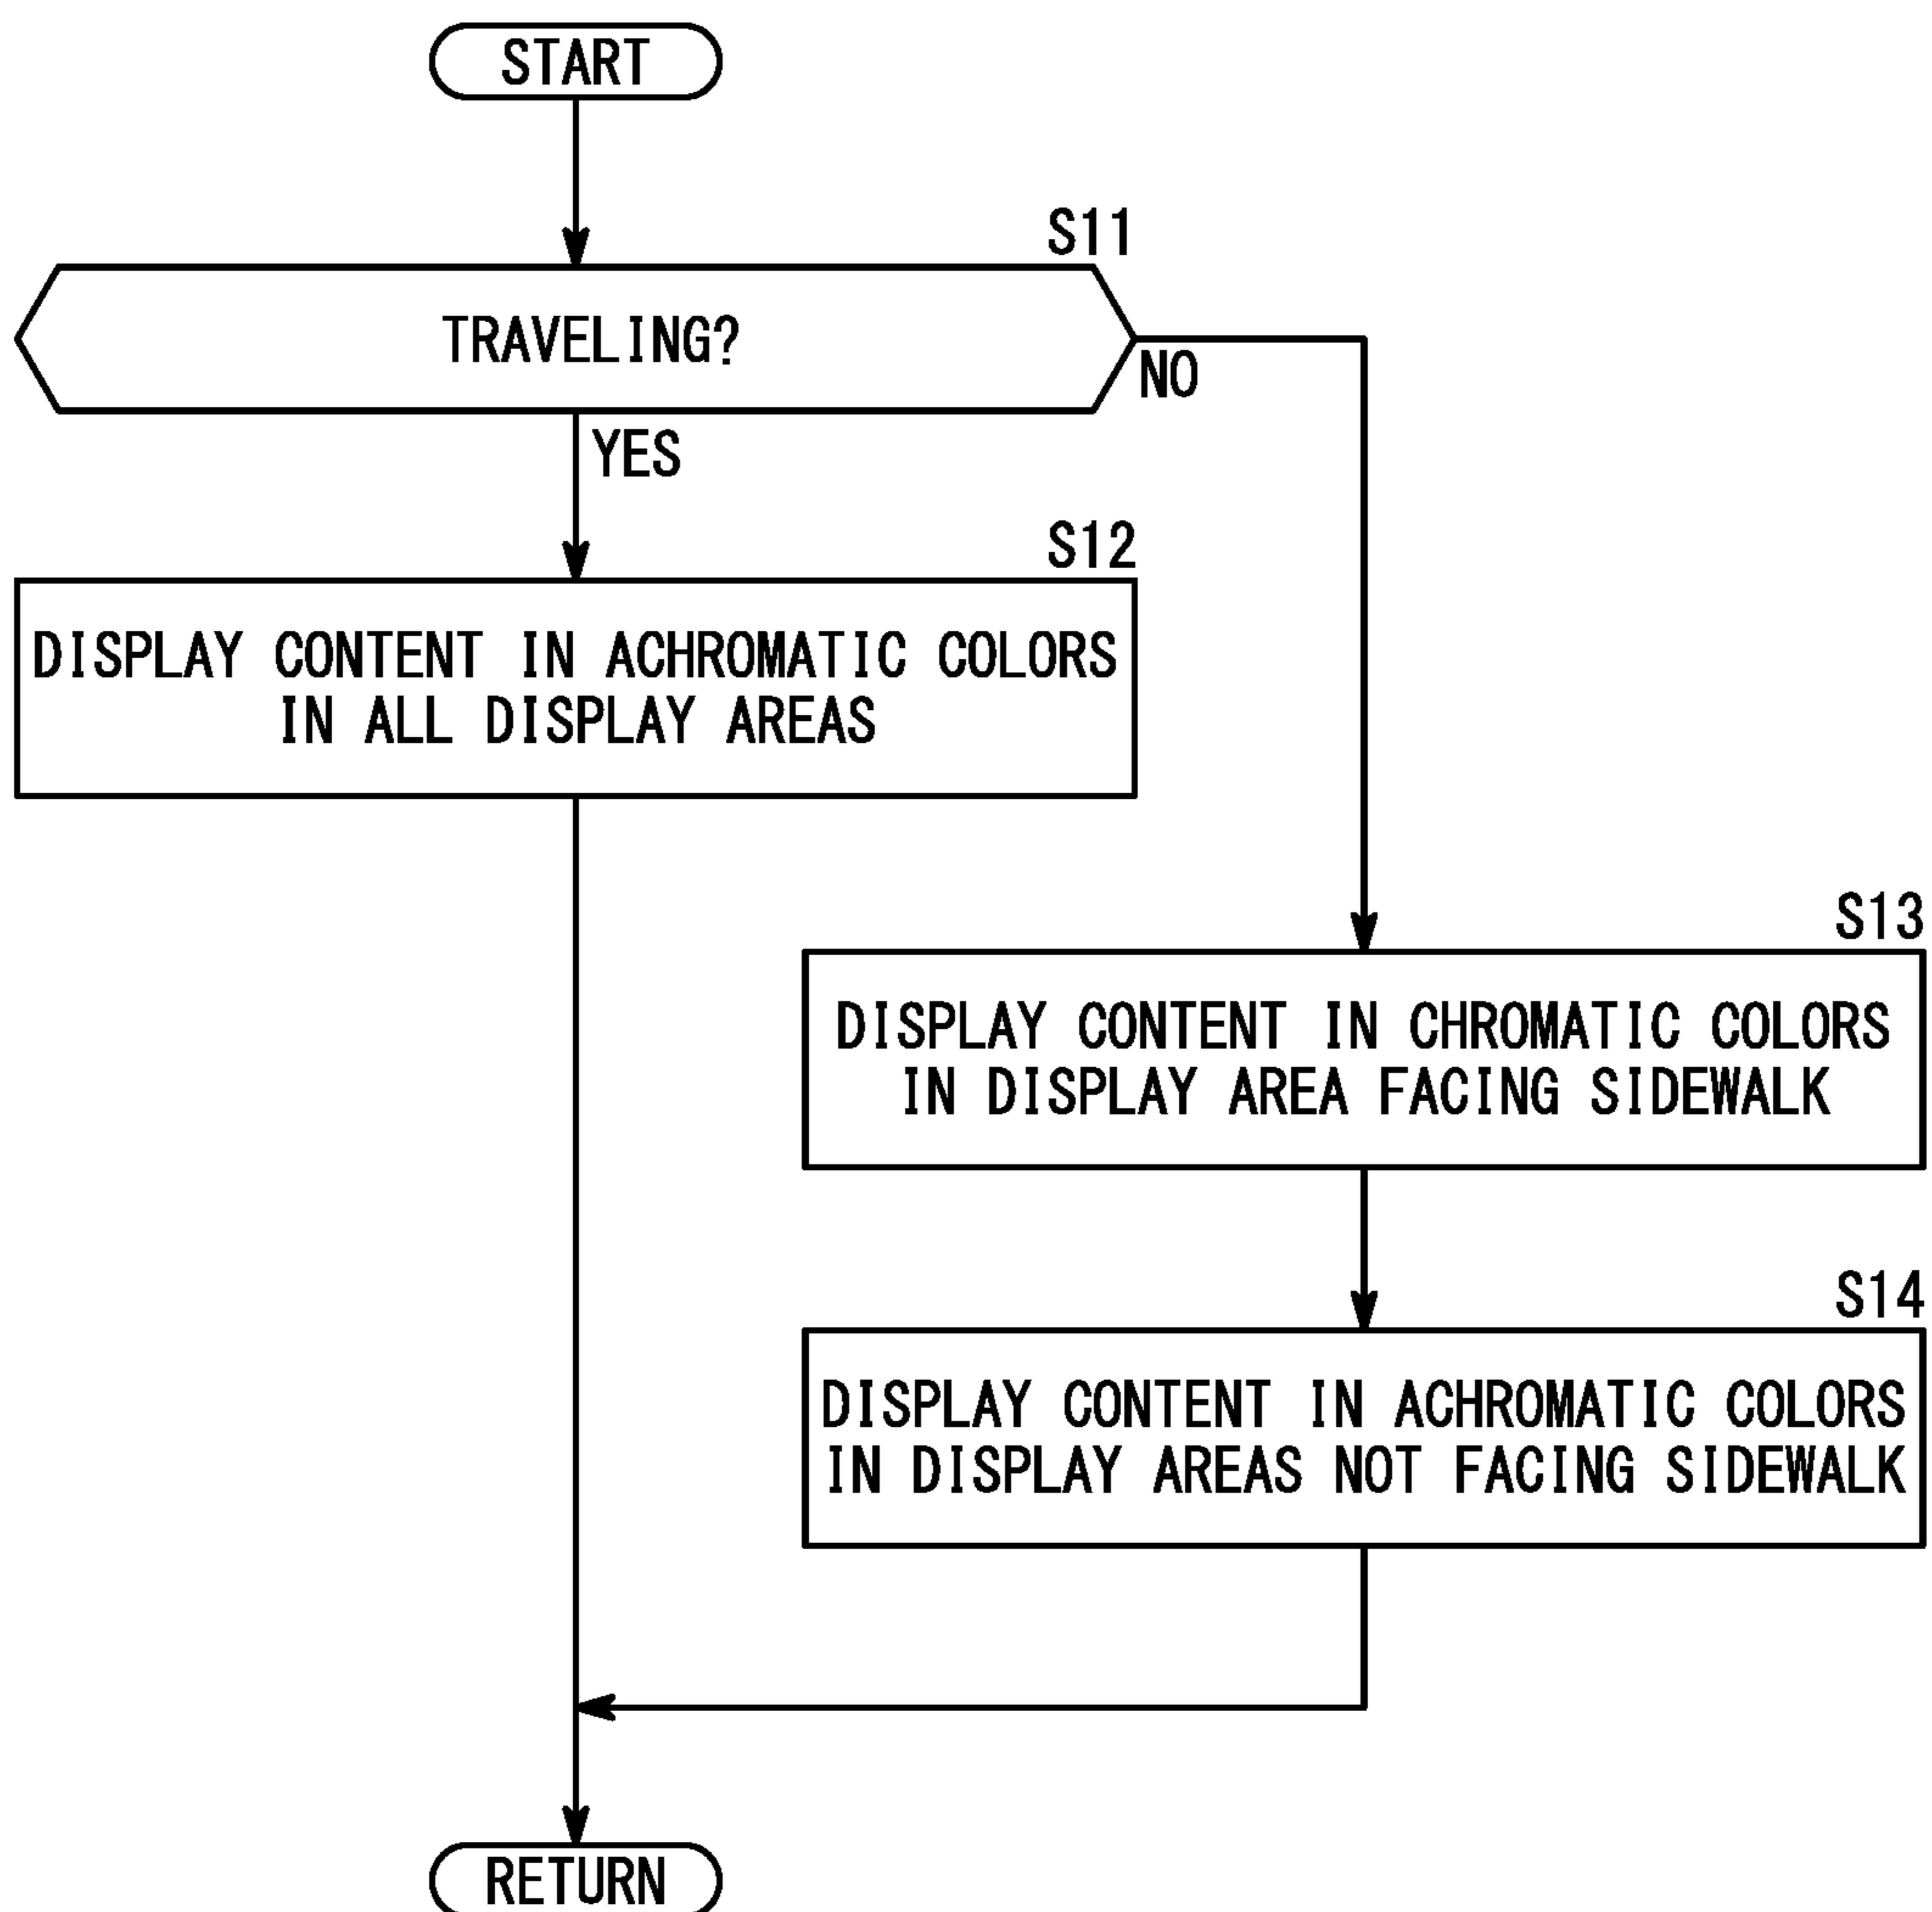 START
S11
TRAVELING?
NO
YES
S12
DISPLAY CONTENT IN ACHROMATIC COLORS
IN ALL DISPLAY AREAS
S13
DISPLAY CONTENT IN CHROMATIC COLORS
IN DISPLAY AREA FACING SIDEWALK
S14
DISPLAY CONTENT IN ACHROMATIC COLORS
IN DISPLAY AREAS NOT FACING SIDEWALK
RETURN